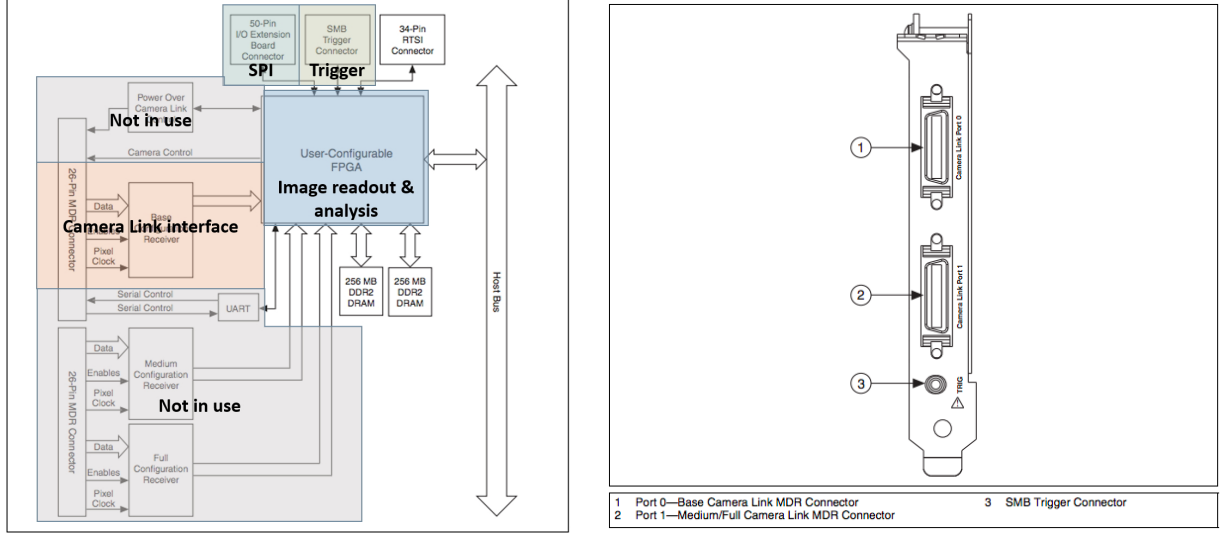 50-Pin
I/O Extension
Board
Connector
SPI
SMB
Trigger
Connector
Trigger
34-Pin
RTSI
Connector
Power Over
Camera Link
Not in use
Camera Control
26-Pin MDR Connector
Data
Enables
Pixel
Clock
Base
Configuration
Receiver
Camera Link interface
User-Configurable
FPGA
Image readout &
analysis
Serial Control
Serial Control
UART
256 MB
DDR2
DRAM
256 MB
DDR2
DRAM
Host Bus
26-Pin MDR Connector
Data
Enables
Pixel
Clock
Medium
Configuration
Receiver
Not in use
Data
Enables
Pixel
Clock
Full
Configuration
Receiver
1
Camera Link Port 0
2
Camera Link Port 1
3
TRIG
1 Port 0—Base Camera Link MDR Connector
2 Port 1—Medium/Full Camera Link MDR Connector
3 SMB Trigger Connector